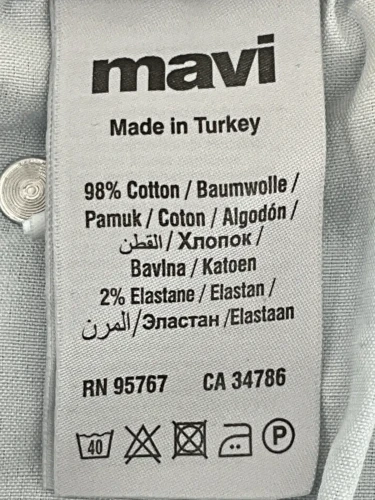 mavi
Made in Turkey
98% Cotton / Baumwolle /
Pamuk / Coton / Algodón /
القطن / Хлопок /
Bavlna / Katoen
2% Elastane / Elastan /
المرن / Эластан / Elastaan
RN 95767 CA 34786
40 P